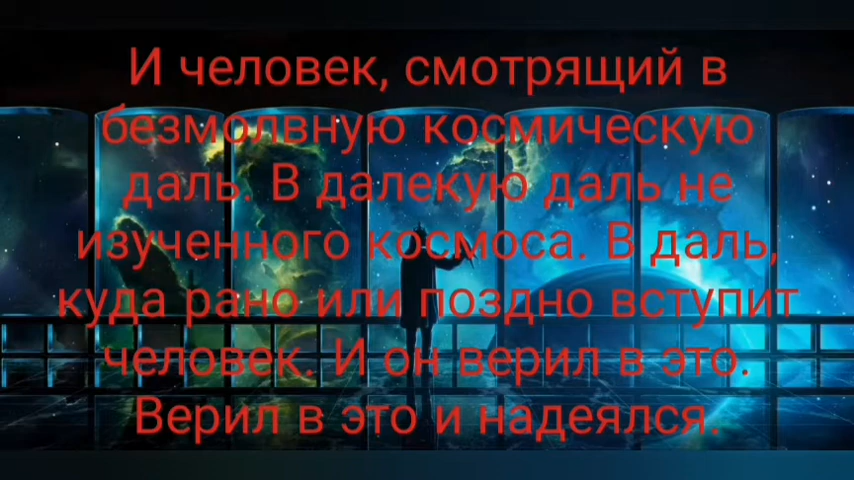 И человек, смотрящий в
безмолвную космическую
даль. В далекую даль не
изученного космоса. В даль,
куда рано или поздно вступит
человек. И он верил в это.
Верил в это и надеялся.